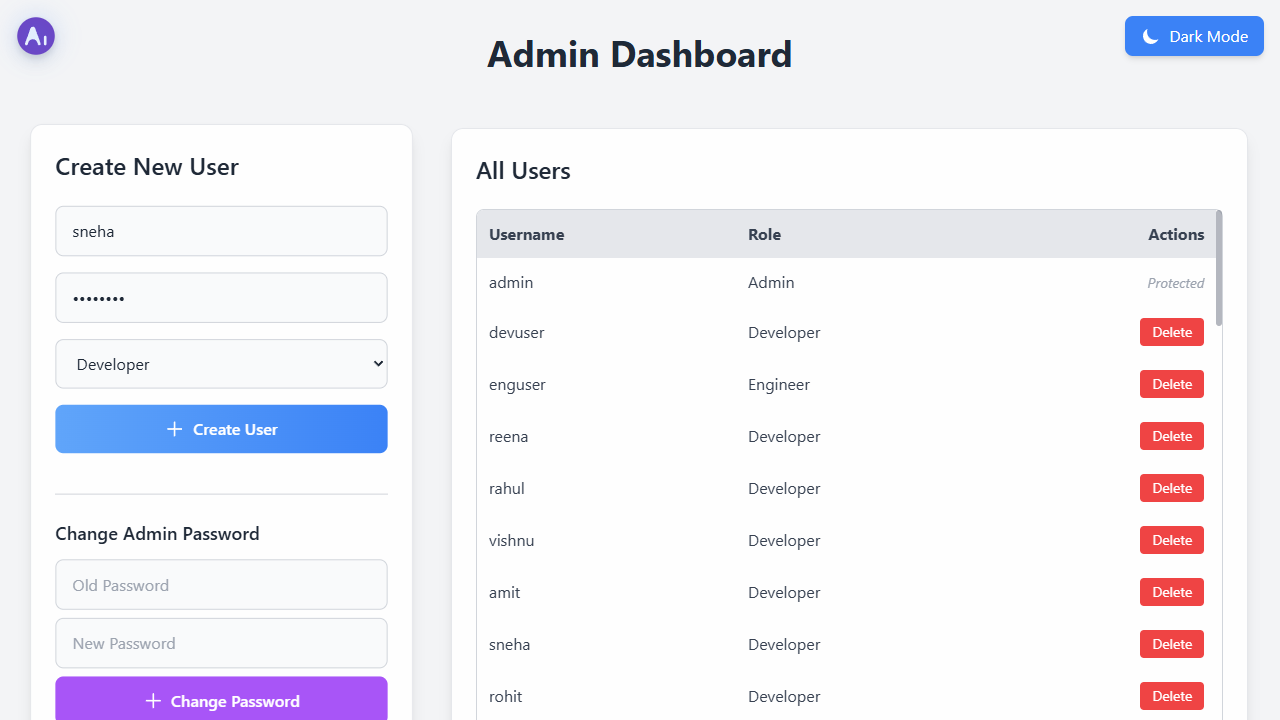 AI
Admin Dashboard
Dark Mode
Create New User
sneha
••••••••
Developer
+ Create User
Change Admin Password
Old Password
New Password
+ Change Password
All Users
Username Role Actions
admin Admin Protected
devuser Developer Delete
enguser Engineer Delete
reena Developer Delete
rahul Developer Delete
vishnu Developer Delete
amit Developer Delete
sneha Developer Delete
rohit Developer Delete